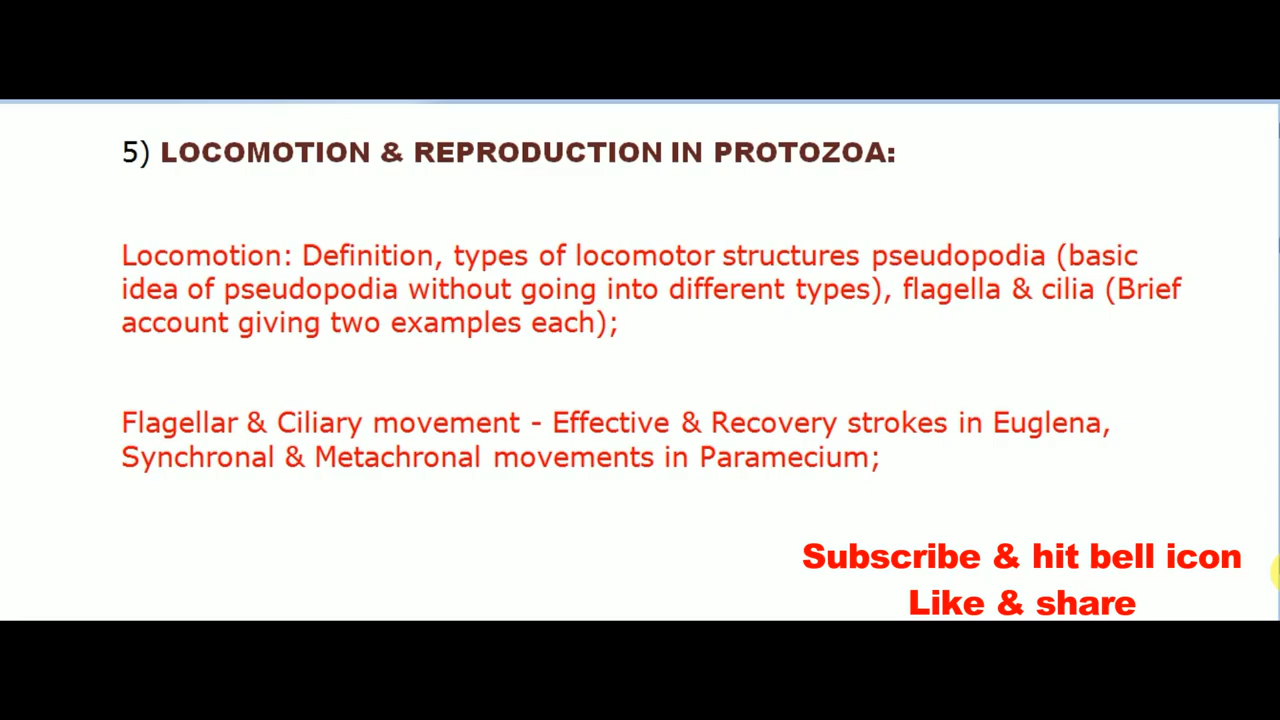 5) LOCOMOTION & REPRODUCTION IN PROTOZOA:
Locomotion: Definition, types of locomotor structures pseudopodia (basic
idea of pseudopodia without going into different types), flagella & cilia (Brief
account giving two examples each);
Flagellar & Ciliary movement - Effective & Recovery strokes in Euglena,
Synchronal & Metachronal movements in Paramecium;
Subscribe & hit bell icon
Like & share